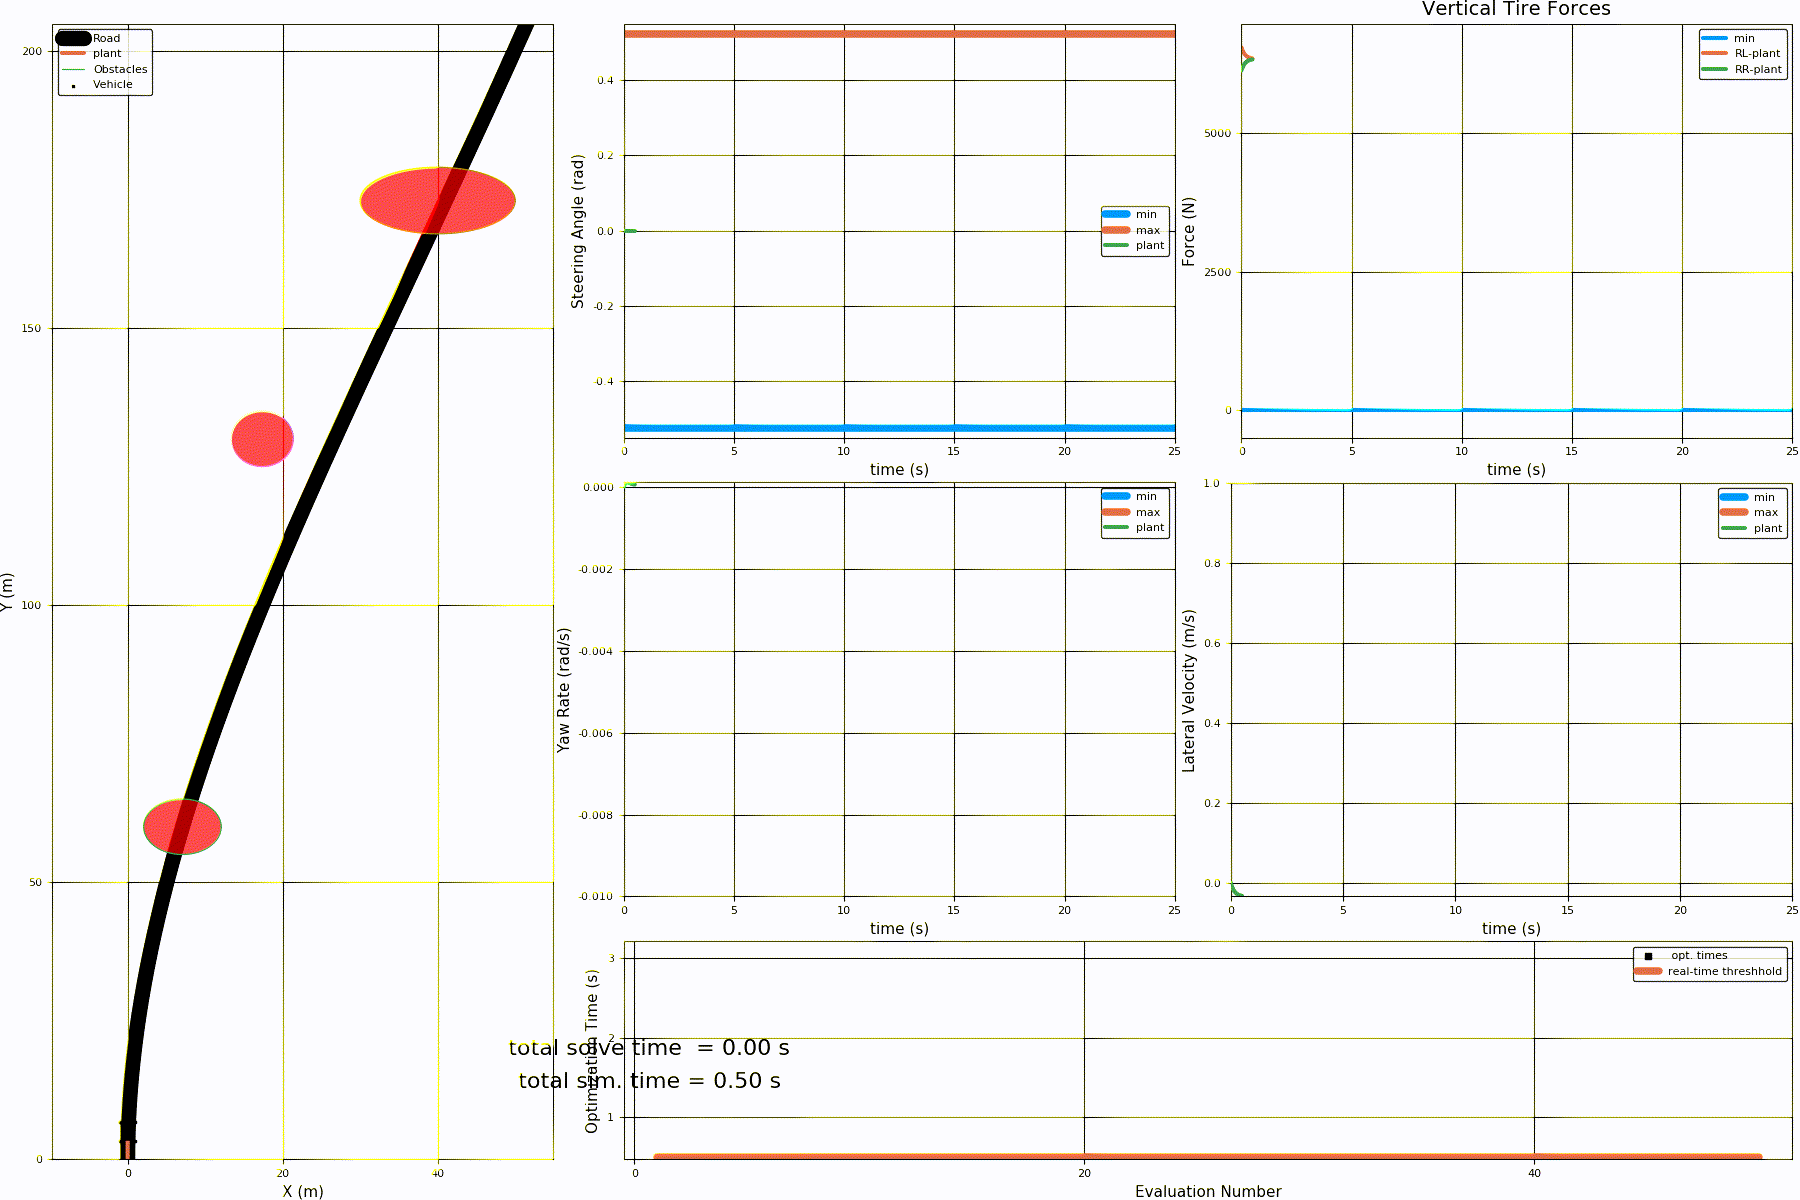 Road
plant
Obstacles
Vehicle
200
150
100
50
0
Y (m)
0
20
40
X (m)
0.4
0.2
0.0
-0.2
-0.4
Steering Angle (rad)
min
max
plant
0
5
10
15
20
25
time (s)
Vertical Tire Forces
min
RL-plant
RR-plant
5000
2500
0
Force (N)
0
5
10
15
20
25
time (s)
0.000
-0.002
-0.004
-0.006
-0.008
-0.010
Yaw Rate (rad/s)
min
max
plant
0
5
10
15
20
25
time (s)
1.0
0.8
0.6
0.4
0.2
0.0
Lateral Velocity (m/s)
min
max
plant
0
5
10
15
20
25
time (s)
3
2
1
Optimization Time (s)
opt. times
real-time threshhold
total solve time = 0.00 s
total sim. time = 0.50 s
0
20
40
Evaluation Number